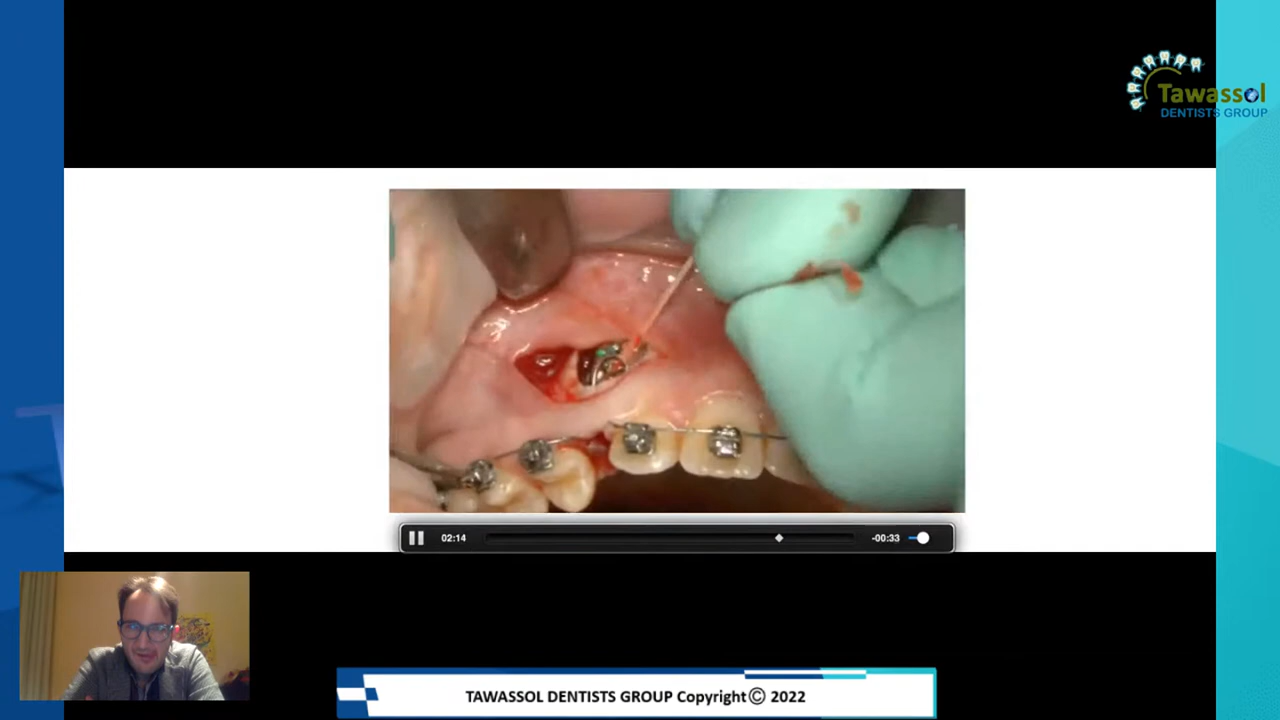 Tawassol
DENTISTS GROUP
02:14
-00:33
TAWASSOL DENTISTS GROUP Copyright© 2022